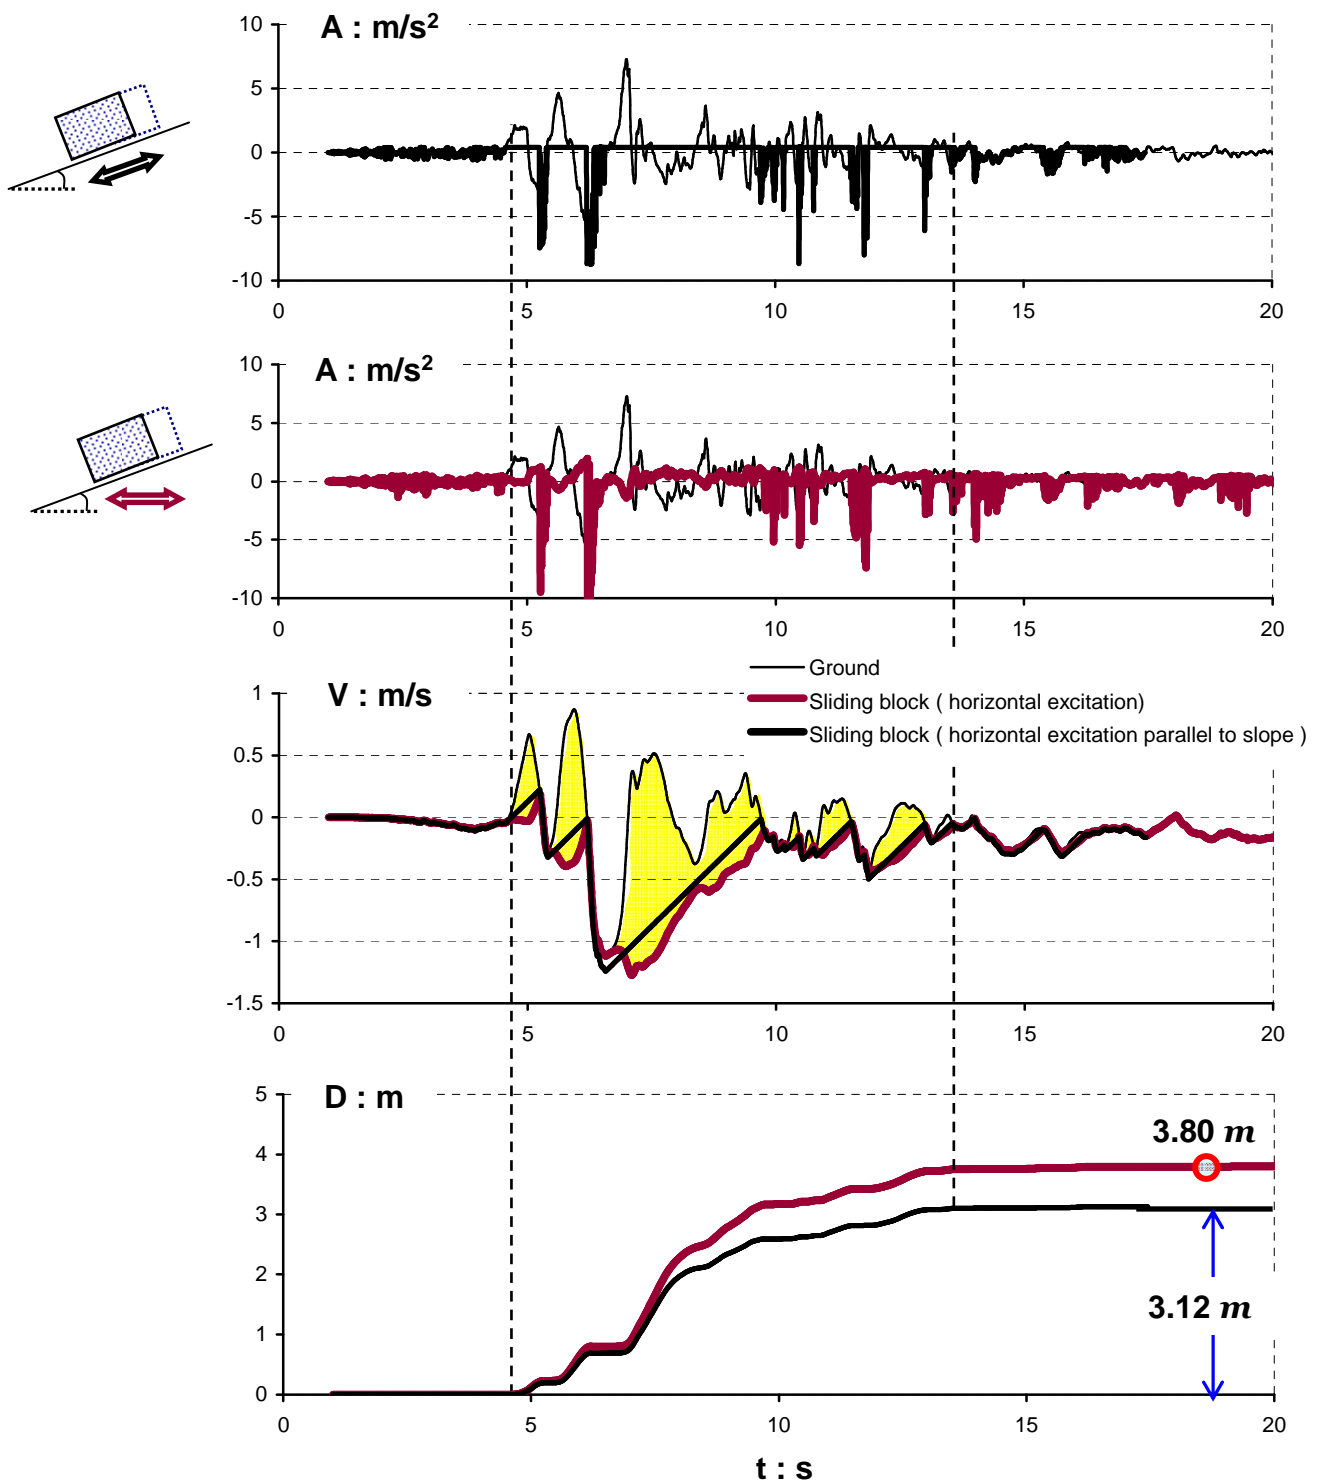 A : m/s²
10
5
0
-5
-10
0 5 10 15 20
A : m/s²
10
5
0
-5
-10
0 5 10 15 20
Ground
Sliding block ( horizontal excitation)
Sliding block ( horizontal excitation parallel to slope )
V : m/s
1
0.5
0
-0.5
-1
-1.5
0 5 10 15 20
D : m
5
4
3
2
1
0
3.80 m
3.12 m
0 5 10 15 20
t : s